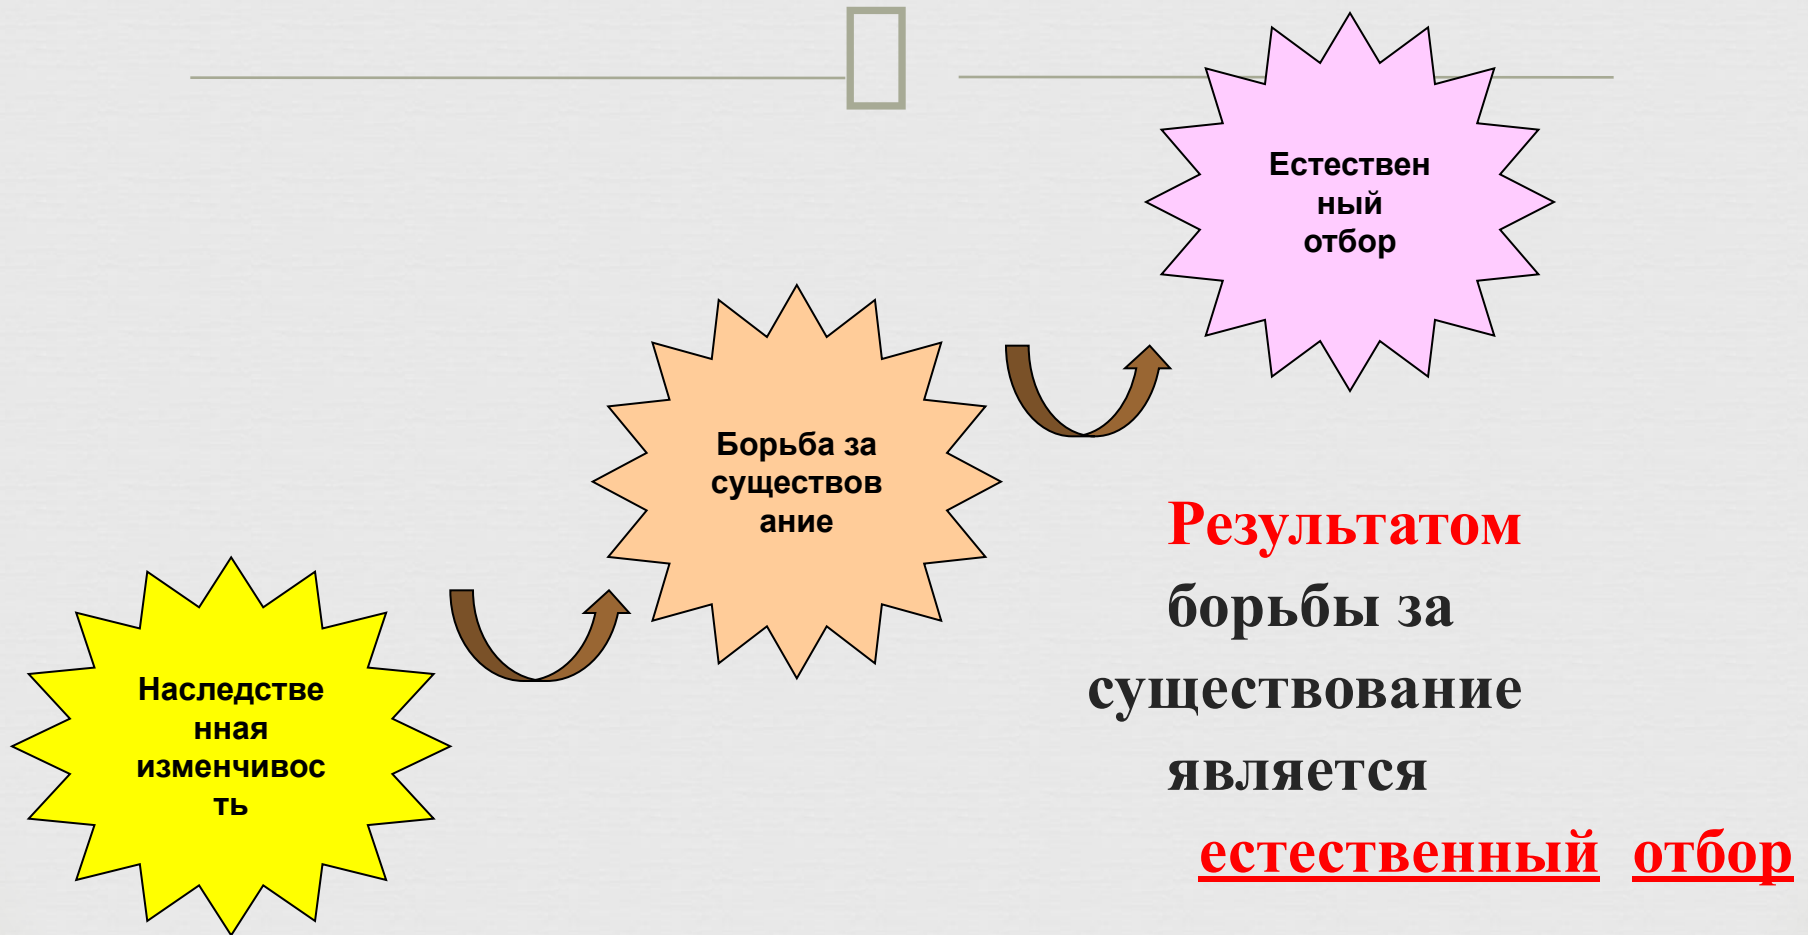 Естествен
ный
отбор
Борьба за
существов
ание
Наследстве
нная
изменчивос
ть
Результатом
борьбы за
существование
является
естественный отбор